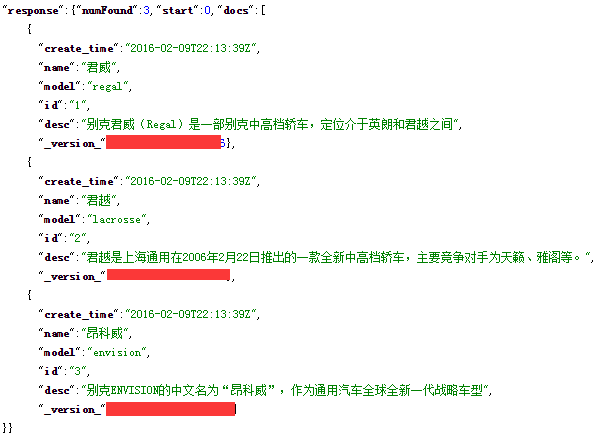 "response":{"numFound":3,"start":0,"docs":[
{
"create_time":"2016-02-09T22:13:39Z",
"name":"君威",
"model":"regal",
"id":"1",
"desc":"别克君威（Regal）是一部别克中高档轿车，定位介于英朗和君越之间",
"_version_" 6},
{
"create_time":"2016-02-09T22:13:39Z",
"name":"君越",
"model":"lacrosse",
"id":"2",
"desc":"君越是上海通用在2006年2月22日推出的一款全新中高档轿车，主要竞争对手为天籁、雅阁等。",
"_version_" },
{
"create_time":"2016-02-09T22:13:39Z",
"name":"昂科威",
"model":"envision",
"id":"3",
"desc":"别克ENVISION的中文名为“昂科威”，作为通用汽车全球全新一代战略车型",
"_version_"
}}